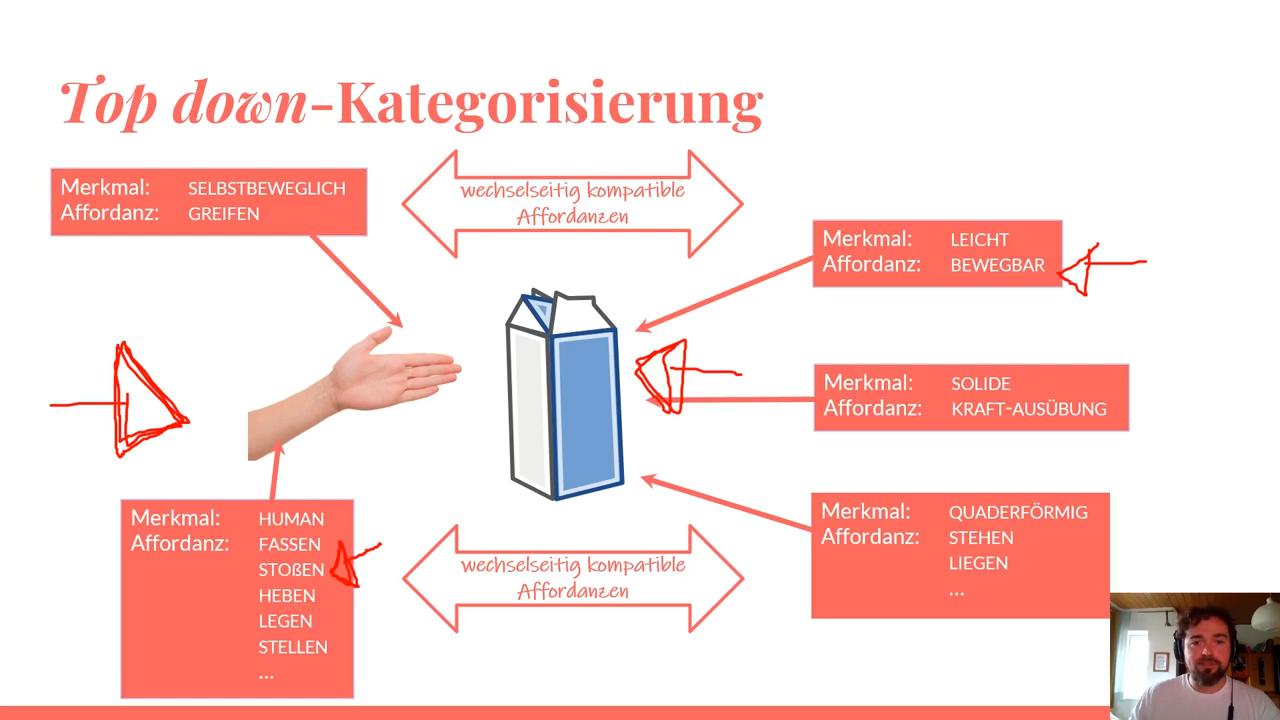 Top down-Kategorisierung
Merkmal: SELBSTBEWEGLICH
Affordanz: GREIFEN
wechselseitig kompatible
Affordanzen
Merkmal: LEICHT
Affordanz: BEWEGBAR
Merkmal: SOLIDE
Affordanz: KRAFT-AUSÜBUNG
Merkmal: HUMAN
Affordanz: FASSEN
STOßEN
HEBEN
LEGEN
STELLEN
...
wechselseitig kompatible
Affordanzen
Merkmal: QUADERFÖRMIG
Affordanz: STEHEN
LIEGEN
...